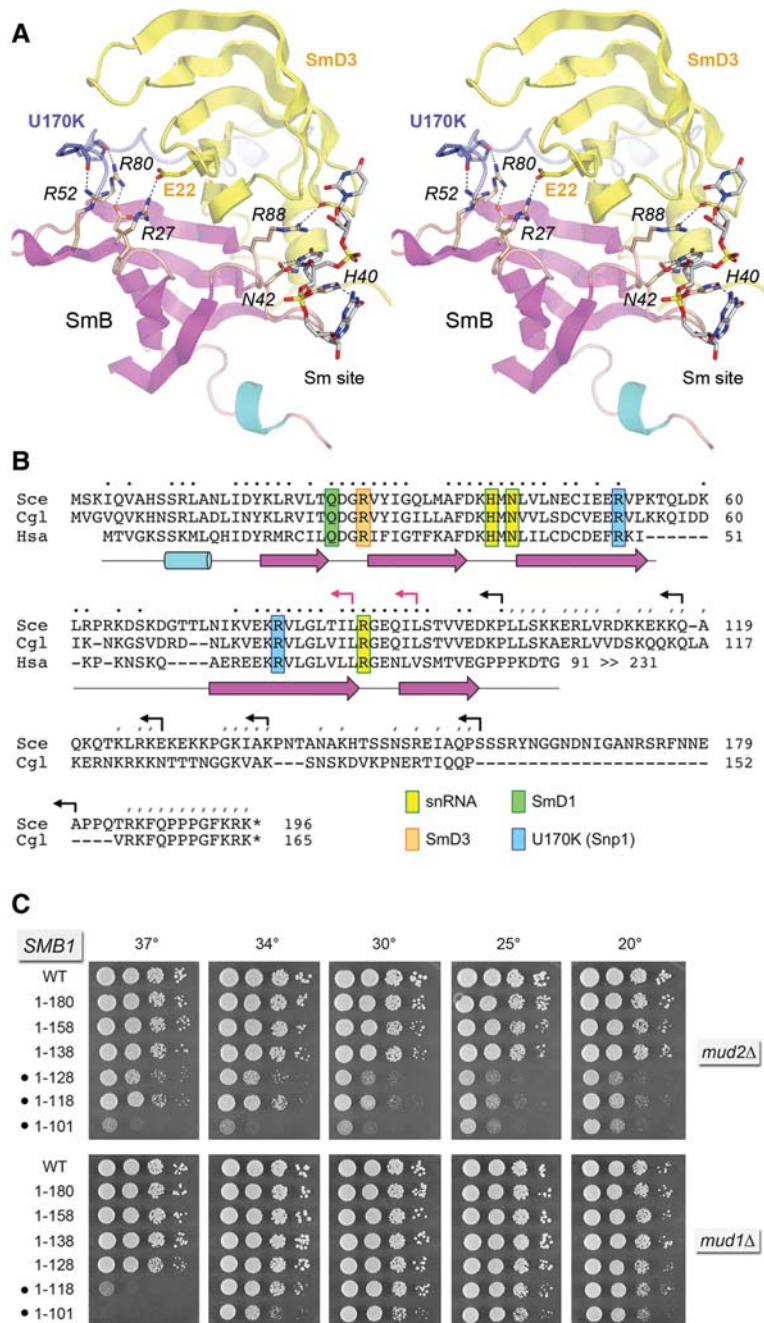 A
SmD3 SmD3
U170K U170K
R80 R80
R52 E22 R52 E22
R88 R88
R27 R27
H40 H40
N42 N42
SmB SmB
Sm site Sm site
B
Sce MSKIQVAHSSRLANLIDYKLRVLTQDGRVYIGQLMAFDKHMNLVLNECIEERVPKTQLDK 60
Cgl MVGVQVKHSSRLADLINYKLRVLTQDGRVYIGILLAFDKHMNVVLSDCVEERLKKQIDD 60
Hsa MTVGKSSKMLQHIDYRMRCILQDGRIFIGTFKAFDKHMNLILCDCDEFRKI------ 51
Sce LRPRKDSKDGTTLNIKVEKRVLGLTILRGEQILSTVVEDKPLLSKKERLVRDKKEKKQ-A 119
Cgl IK-NKGSVDRD--NLKVEKRVLGLTILRGEQILSTVVEDKPLLSKAERLVVDSKQQKQLA 117
Hsa -KP-KNSKQ----AEREEKRVLGLVLLRGENLVSMTVEGPPPKDTG 91 >> 231
Sce QKQTKLRKEKEKKPGKIAKPNTANAKHTSSNSREIAQPSSSRYNGGNDNIGANRSRFNNE 179
Cgl KERNKRKKNTTTNGGKVAK---SNSKDVKPNERTIQQP---------------------- 152
Sce APPQTRKFQPPPGFKRK* 196
Cgl ----VRKFQPPPGFKRK* 165
snRNA SmD1
SmD3 U170K (Snp1)
C
SMB1 37° 34° 30° 25° 20°
WT
1-180
1-158
1-138
• 1-128
• 1-118
• 1-101
mud2Δ
WT
1-180
1-158
1-138
1-128
• 1-118
• 1-101
mud1Δ